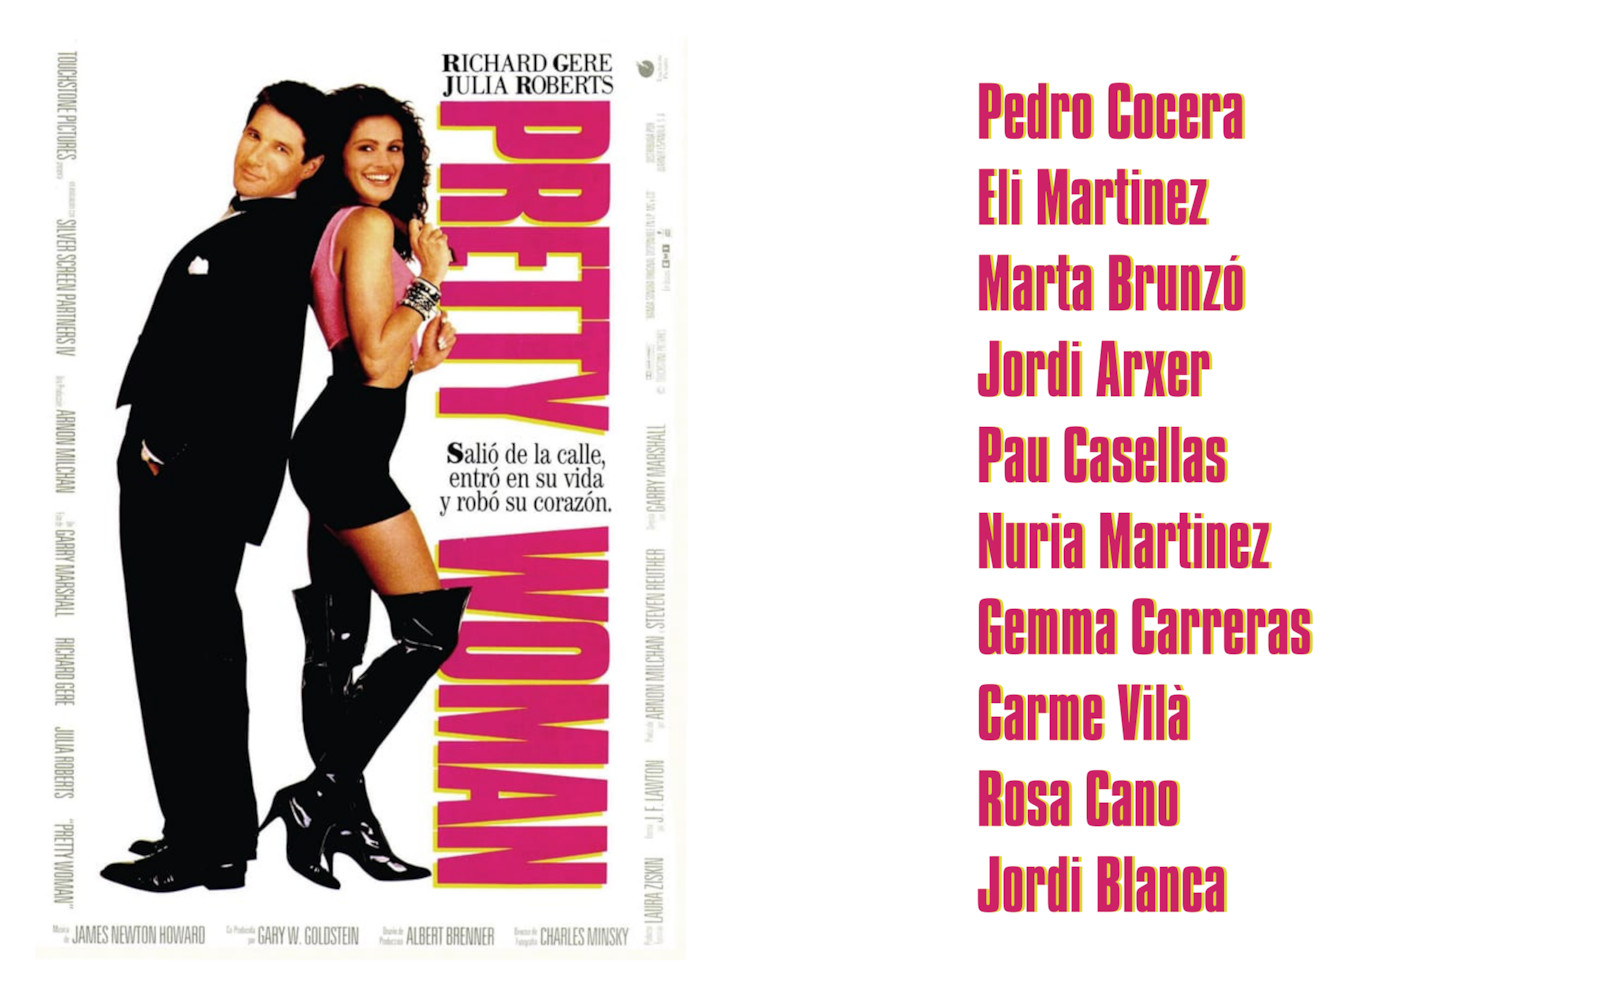 RICHARD GERE
JULIA ROBERTS
PRETTY
Salió de la calle,
entró en su vida
y robó su corazón.
WOMAN
TOUCHSTONE PICTURES
SILVER SCREEN PARTNERS IV
ARNON MILCHAN
GARRY MARSHALL
RICHARD GERE
JULIA ROBERTS
"PRETTY WOMAN"
JAMES NEWTON HOWARD
GARY W. GOLDSTEIN
ALBERT BRENNER
CHARLES MINSKY
LAURA ZISKIN
J. F. LAWTON
ARNON MILCHAN y STEVEN REUTHER
GARRY MARSHALL
Pedro Cocera
Eli Martinez
Marta Brunzó
Jordi Arxer
Pau Casellas
Nuria Martinez
Gemma Carreras
Carme Vilà
Rosa Cano
Jordi Blanca